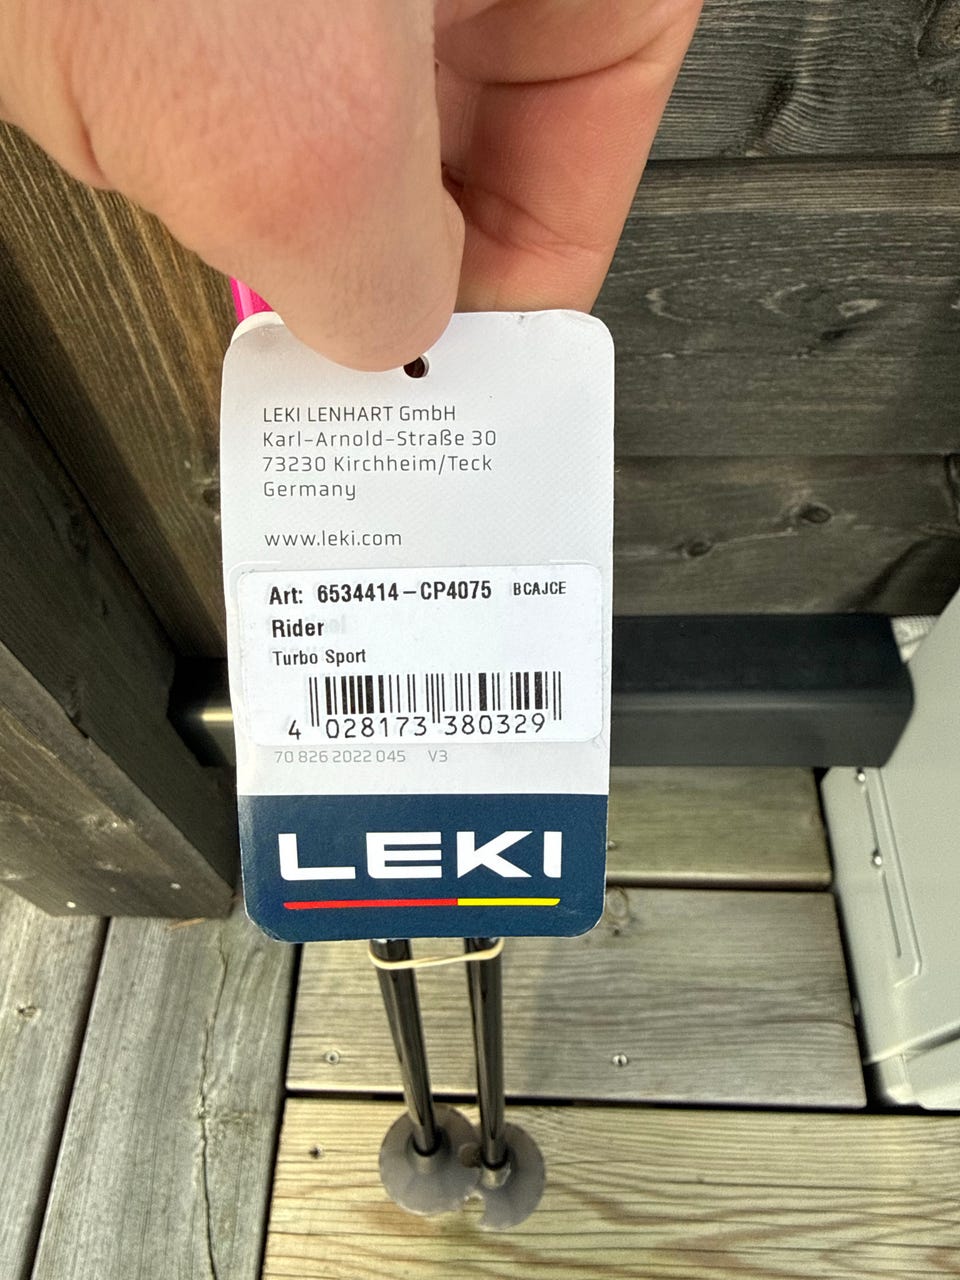 LEKI LENHART GmbH
Karl-Arnold-Straße 30
73230 Kirchheim/Teck
Germany
www.leki.com
Art: 6534414-CP4075 BCAJCE
Rider
Turbo Sport
4 028173 380329
70 826 2022 045 V3
LEKI